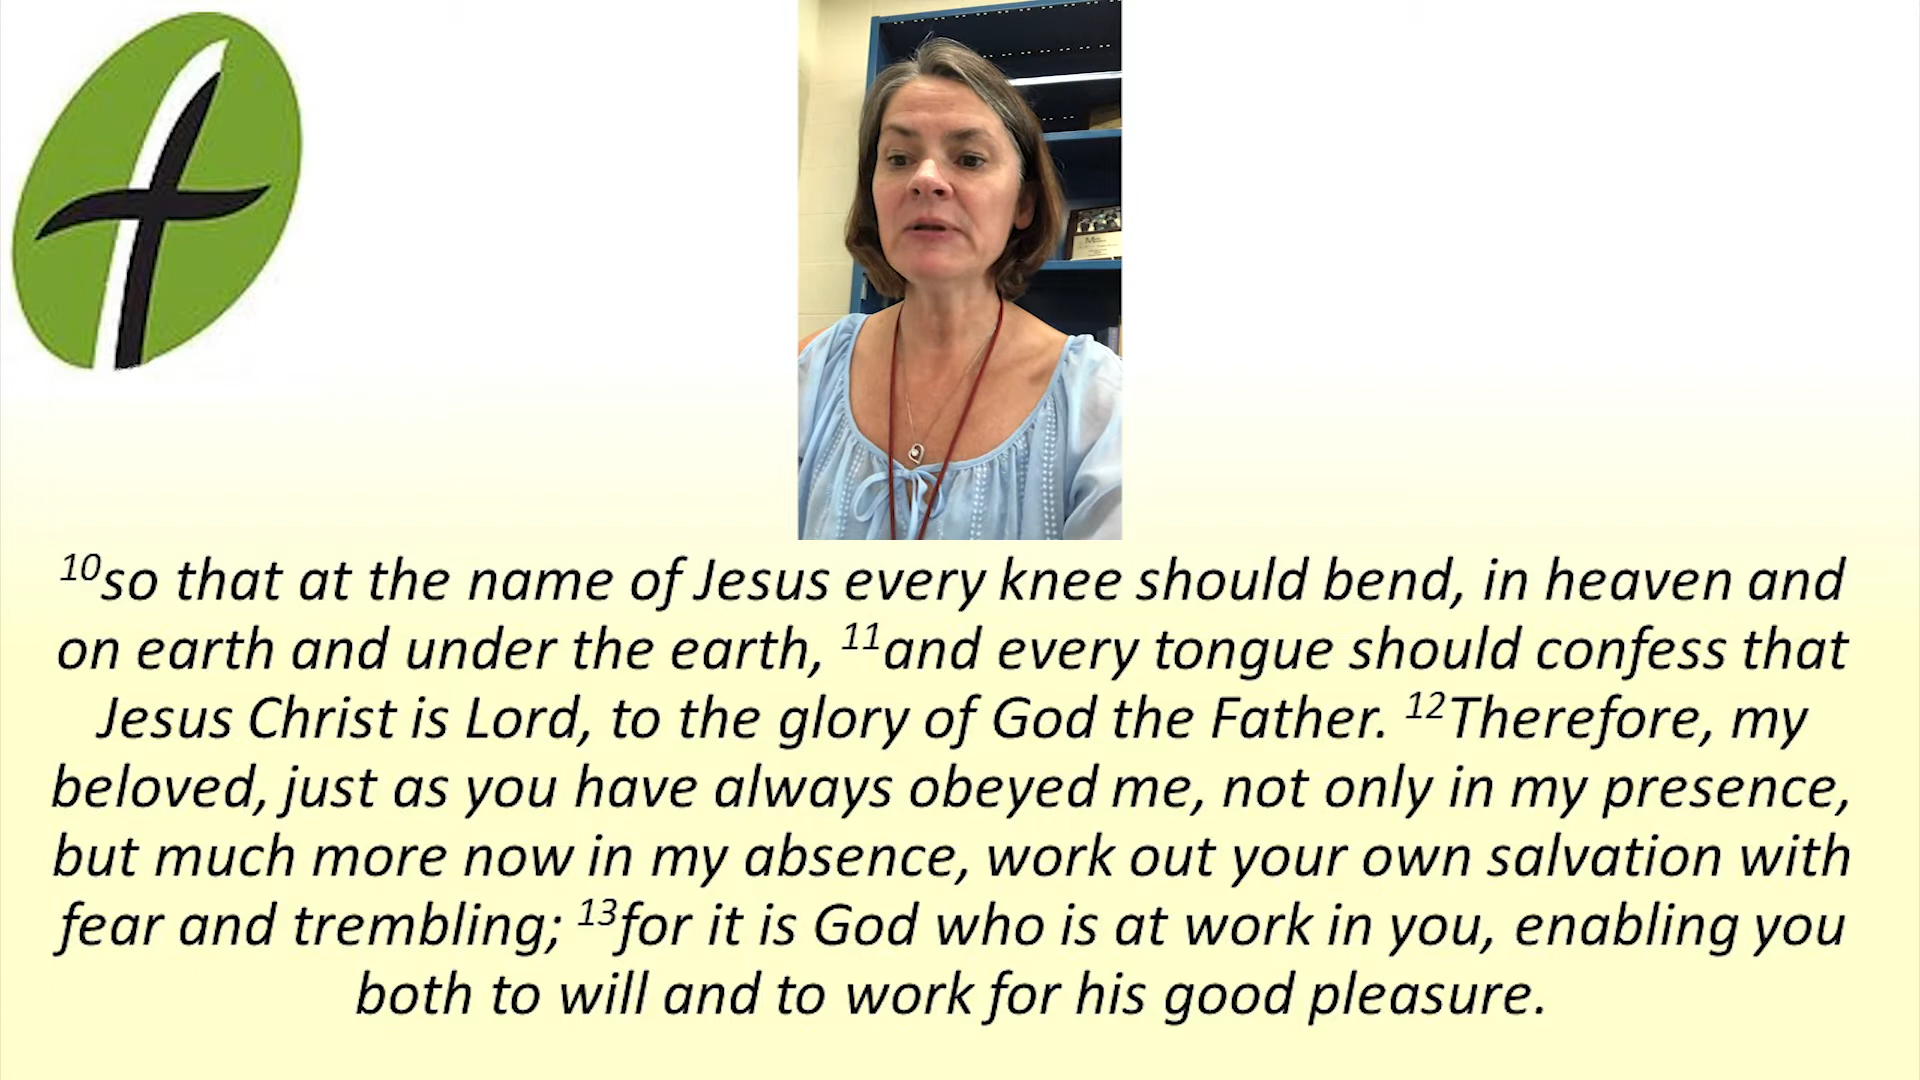 ¹⁰so that at the name of Jesus every knee should bend, in heaven and
on earth and under the earth, ¹¹and every tongue should confess that
Jesus Christ is Lord, to the glory of God the Father. ¹²Therefore, my
beloved, just as you have always obeyed me, not only in my presence,
but much more now in my absence, work out your own salvation with
fear and trembling; ¹³for it is God who is at work in you, enabling you
both to will and to work for his good pleasure.